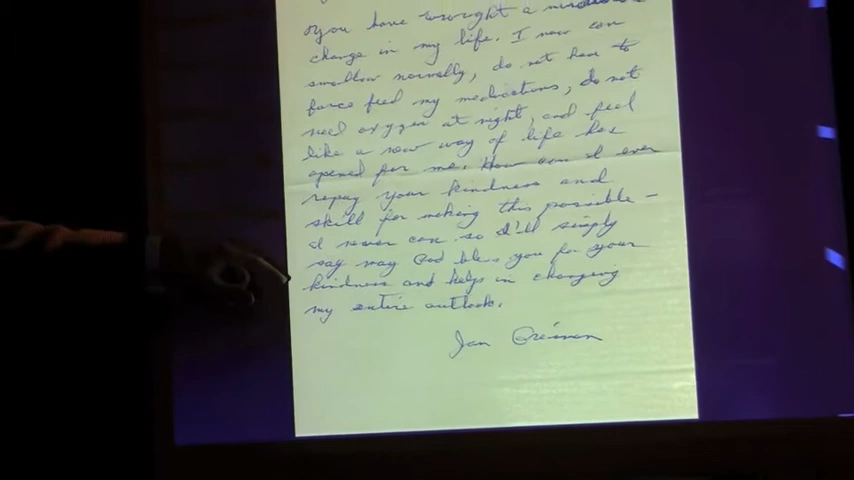 you have wrought a
change in my life. I now can
swallow normally, do not have to
force feed my medications, do not
need oxygen at night, and feel
like a new way of life has
opened for me. How can I ever
repay your kindness and
skill for making this possible –
I never can so I'll simply
say may God bless you for your
kindness and helps in changing
my entire outlook.
Jan